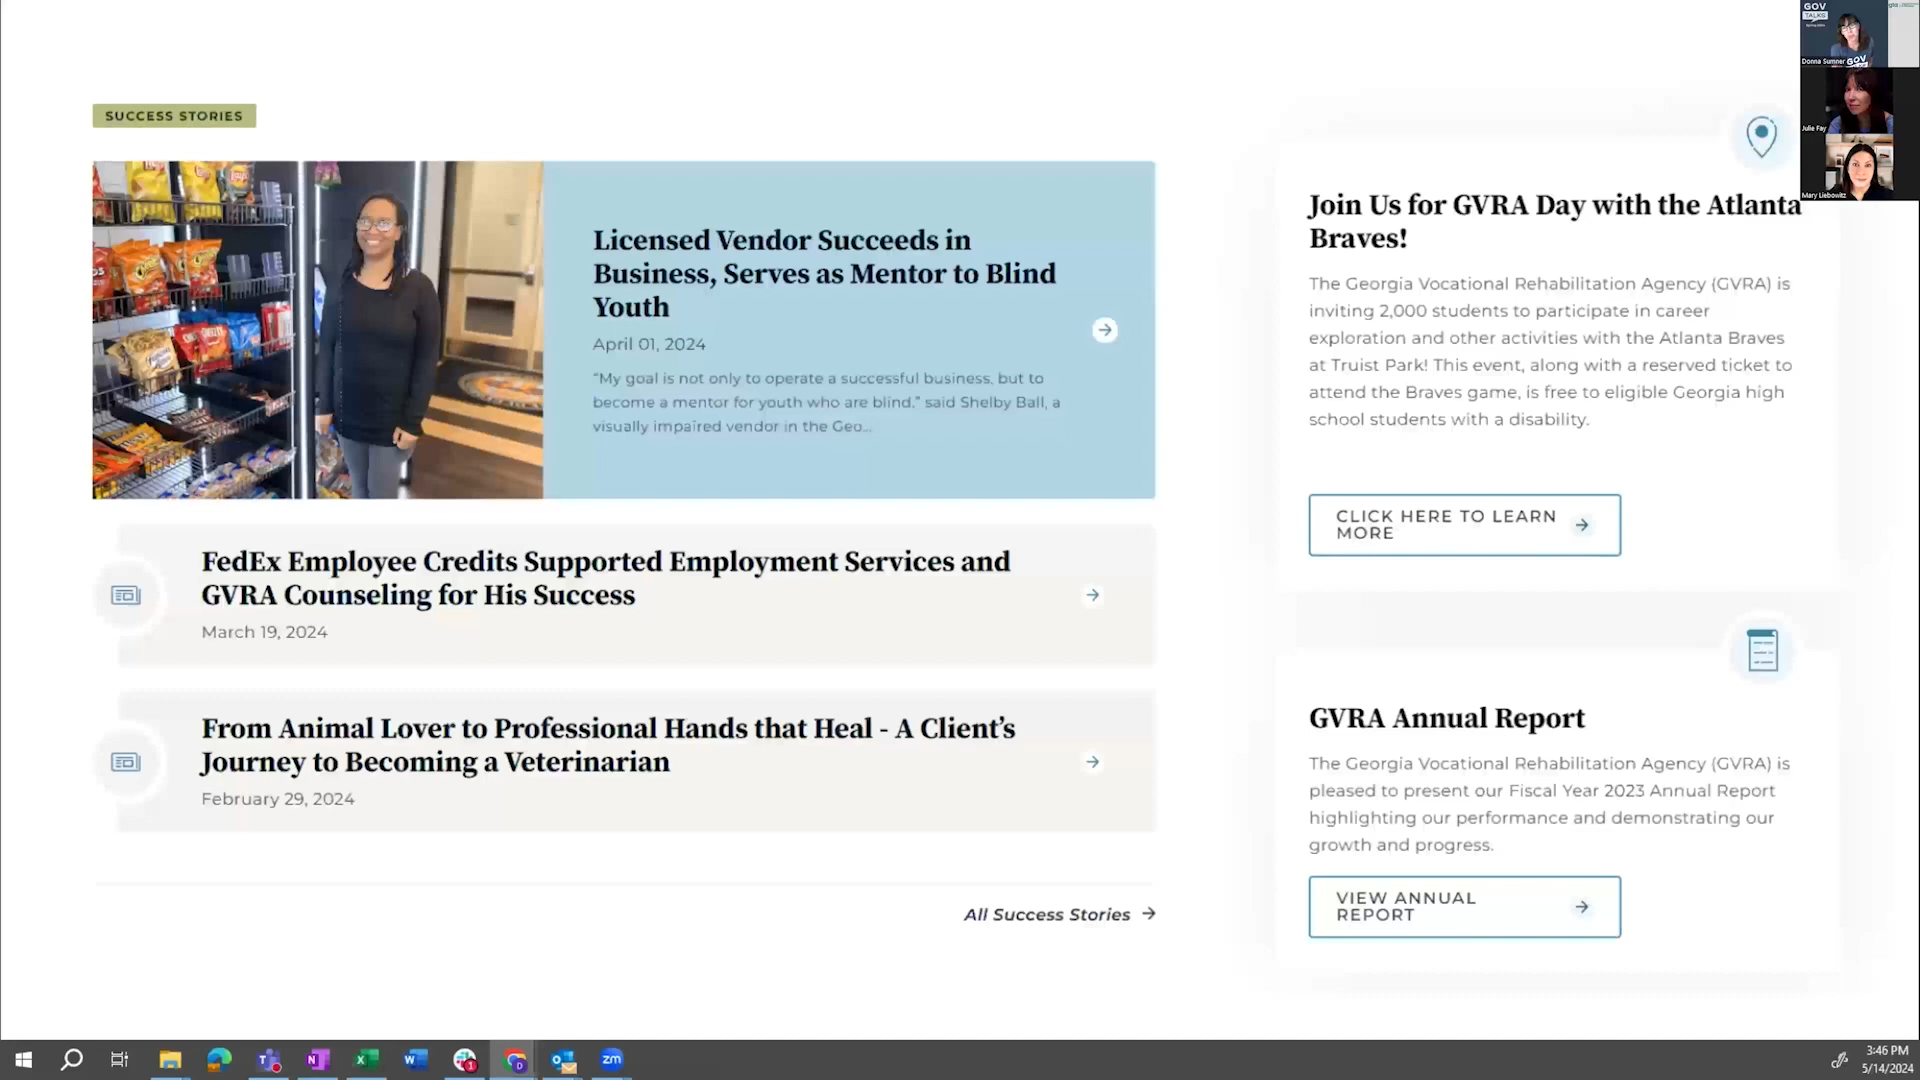 SUCCESS STORIES
Licensed Vendor Succeeds in
Business, Serves as Mentor to Blind
Youth
April 01, 2024
“My goal is not only to operate a successful business, but to
become a mentor for youth who are blind,” said Shelby Ball, a
visually impaired vendor in the Geo...
FedEx Employee Credits Supported Employment Services and
GVRA Counseling for His Success
March 19, 2024
From Animal Lover to Professional Hands that Heal - A Client’s
Journey to Becoming a Veterinarian
February 29, 2024
All Success Stories
Join Us for GVRA Day with the Atlanta
Braves!
The Georgia Vocational Rehabilitation Agency (GVRA) is
inviting 2,000 students to participate in career
exploration and other activities with the Atlanta Braves
at Truist Park! This event, along with a reserved ticket to
attend the Braves game, is free to eligible Georgia high
school students with a disability.
CLICK HERE TO LEARN
MORE
GVRA Annual Report
The Georgia Vocational Rehabilitation Agency (GVRA) is
pleased to present our Fiscal Year 2023 Annual Report
highlighting our performance and demonstrating our
growth and progress.
VIEW ANNUAL
REPORT
GOV
TALKS
Donna Sumner
GOV
Julie Fay
Mary Liebowitz
zm
3:46 PM
5/14/2024